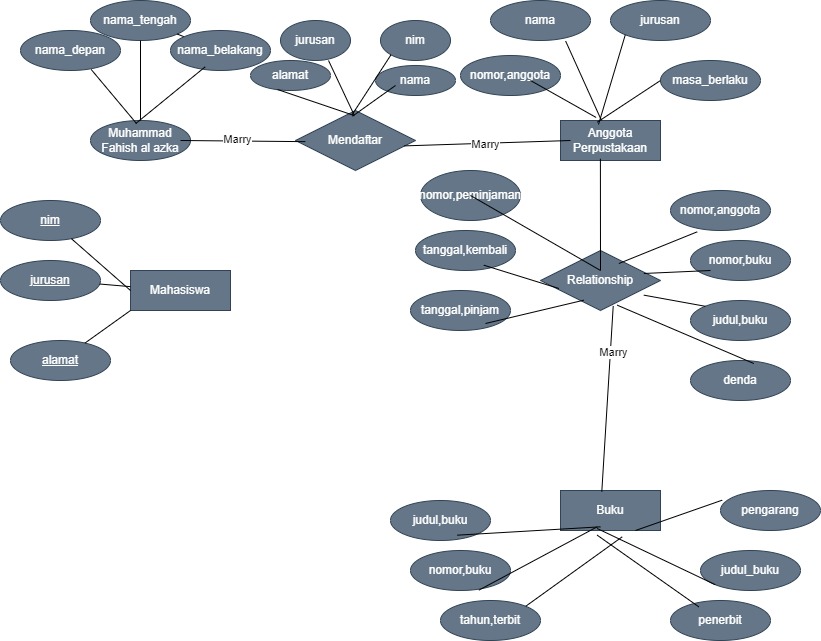 nama_tengah
nama_depan
nama_belakang
jurusan
nim
alamat
nama
nama
jurusan
nomor,anggota
masa_berlaku
Muhammad
Fahish al azka
Marry
Mendaftar
Marry
Anggota
Perpustakaan
nim
jurusan
Mahasiswa
alamat
nomor,peminjaman
tanggal,kembali
tanggal,pinjam
Relationship
nomor,anggota
nomor,buku
judul,buku
denda
Marry
Buku
judul,buku
nomor,buku
tahun,terbit
pengarang
judul_buku
penerbit